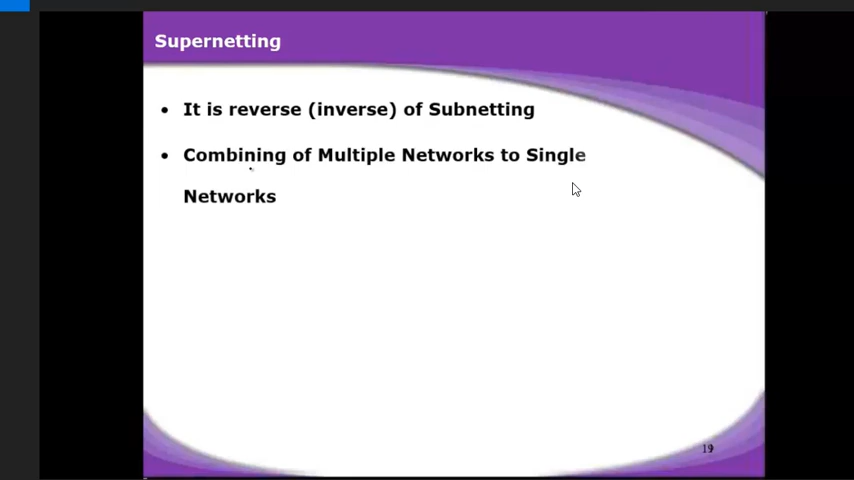 Supernetting
• It is reverse (inverse) of Subnetting
• Combining of Multiple Networks to Single
Networks
19